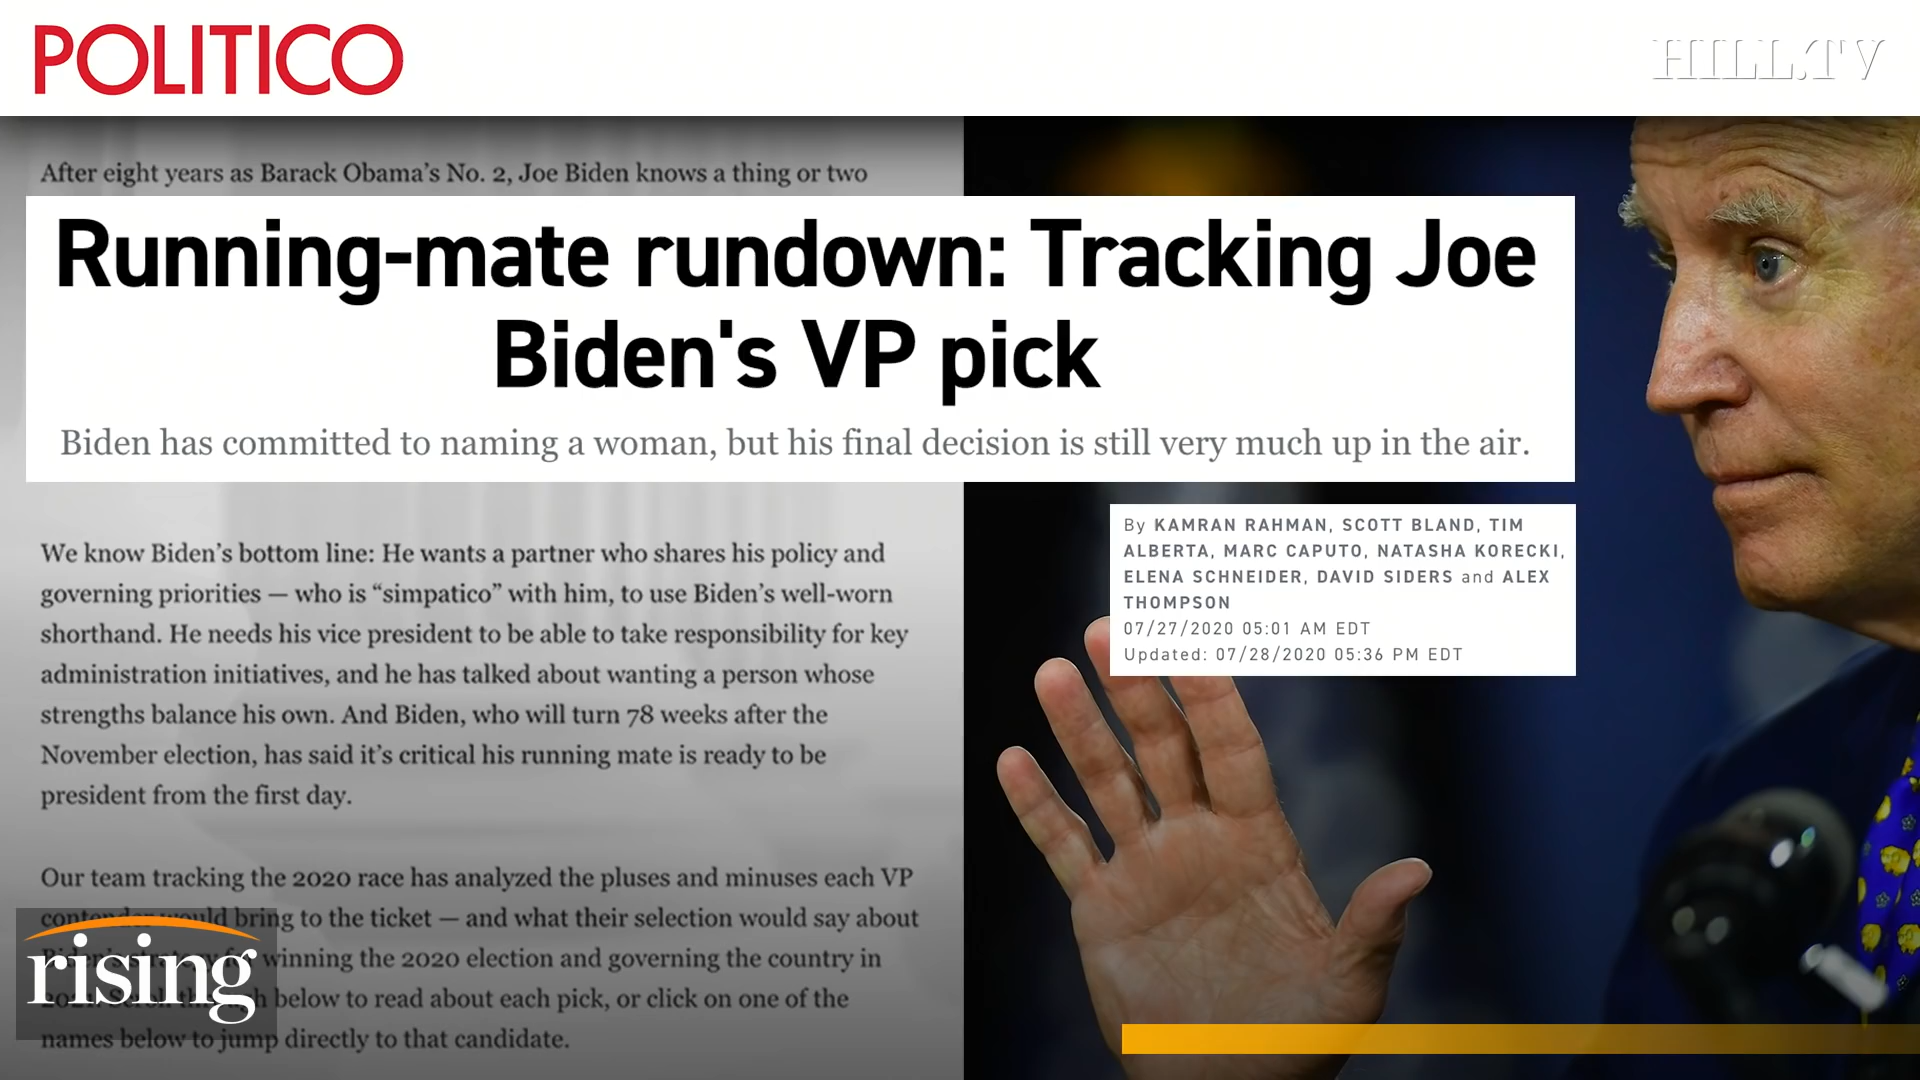 POLITICO
HILL.TV
After eight years as Barack Obama's No. 2, Joe Biden knows a thing or two
Running-mate rundown: Tracking Joe
Biden's VP pick
Biden has committed to naming a woman, but his final decision is still very much up in the air.
By KAMRAN RAHMAN, SCOTT BLAND, TIM
ALBERTA, MARC CAPUTO, NATASHA KORECKI,
ELENA SCHNEIDER, DAVID SIDERS and ALEX
THOMPSON
07/27/2020 05:01 AM EDT
Updated: 07/28/2020 05:36 PM EDT
We know Biden's bottom line: He wants a partner who shares his policy and
governing priorities — who is “simpatico” with him, to use Biden's well-worn
shorthand. He needs his vice president to be able to take responsibility for key
administration initiatives, and he has talked about wanting a person whose
strengths balance his own. And Biden, who will turn 78 weeks after the
November election, has said it's critical his running mate is ready to be
president from the first day.
Our team tracking the 2020 race has analyzed the pluses and minuses each VP
contender would bring to the ticket — and what their selection would say about
winning the 2020 election and governing the country in
below to read about each pick, or click on one of the
names below to jump directly to that candidate.
rising